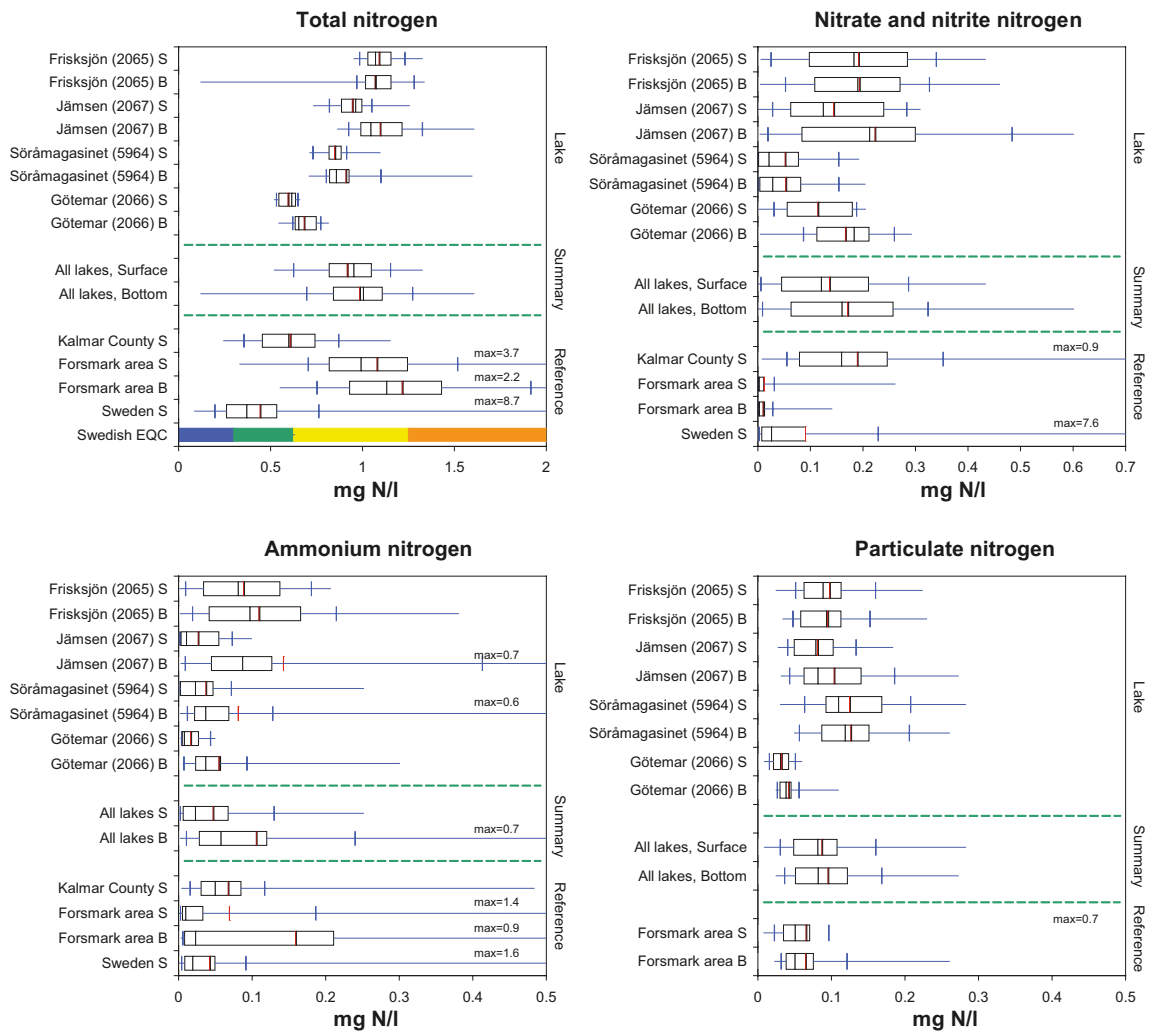 Total nitrogen
Frisksjön (2065) S
Frisksjön (2065) B
Jämsen (2067) S
Jämsen (2067) B
Söråmagasinet (5964) S
Söråmagasinet (5964) B
Götemar (2066) S
Götemar (2066) B
Lake
All lakes, Surface
All lakes, Bottom
Summary
Kalmar County S
max=3.7
Forsmark area S
max=2.2
Forsmark area B
max=8.7
Sweden S
Swedish EQC
Reference
0 0.5 1 1.5 2
mg N/l
Nitrate and nitrite nitrogen
Frisksjön (2065) S
Frisksjön (2065) B
Jämsen (2067) S
Jämsen (2067) B
Söråmagasinet (5964) S
Söråmagasinet (5964) B
Götemar (2066) S
Götemar (2066) B
Lake
All lakes, Surface
All lakes, Bottom
Summary
max=0.9
Kalmar County S
Forsmark area S
Forsmark area B
max=7.6
Sweden S
Reference
0 0.1 0.2 0.3 0.4 0.5 0.6 0.7
mg N/l
Ammonium nitrogen
Frisksjön (2065) S
Frisksjön (2065) B
Jämsen (2067) S
max=0.7
Jämsen (2067) B
Söråmagasinet (5964) S
max=0.6
Söråmagasinet (5964) B
Götemar (2066) S
Götemar (2066) B
Lake
All lakes S
max=0.7
All lakes B
Summary
Kalmar County S
max=1.4
Forsmark area S
max=0.9
Forsmark area B
max=1.6
Sweden S
Reference
0 0.1 0.2 0.3 0.4 0.5
mg N/l
Particulate nitrogen
Frisksjön (2065) S
Frisksjön (2065) B
Jämsen (2067) S
Jämsen (2067) B
Söråmagasinet (5964) S
Söråmagasinet (5964) B
Götemar (2066) S
Götemar (2066) B
Lake
All lakes, Surface
All lakes, Bottom
Summary
max=0.7
Forsmark area S
Forsmark area B
Reference
0 0.1 0.2 0.3 0.4 0.5
mg N/l